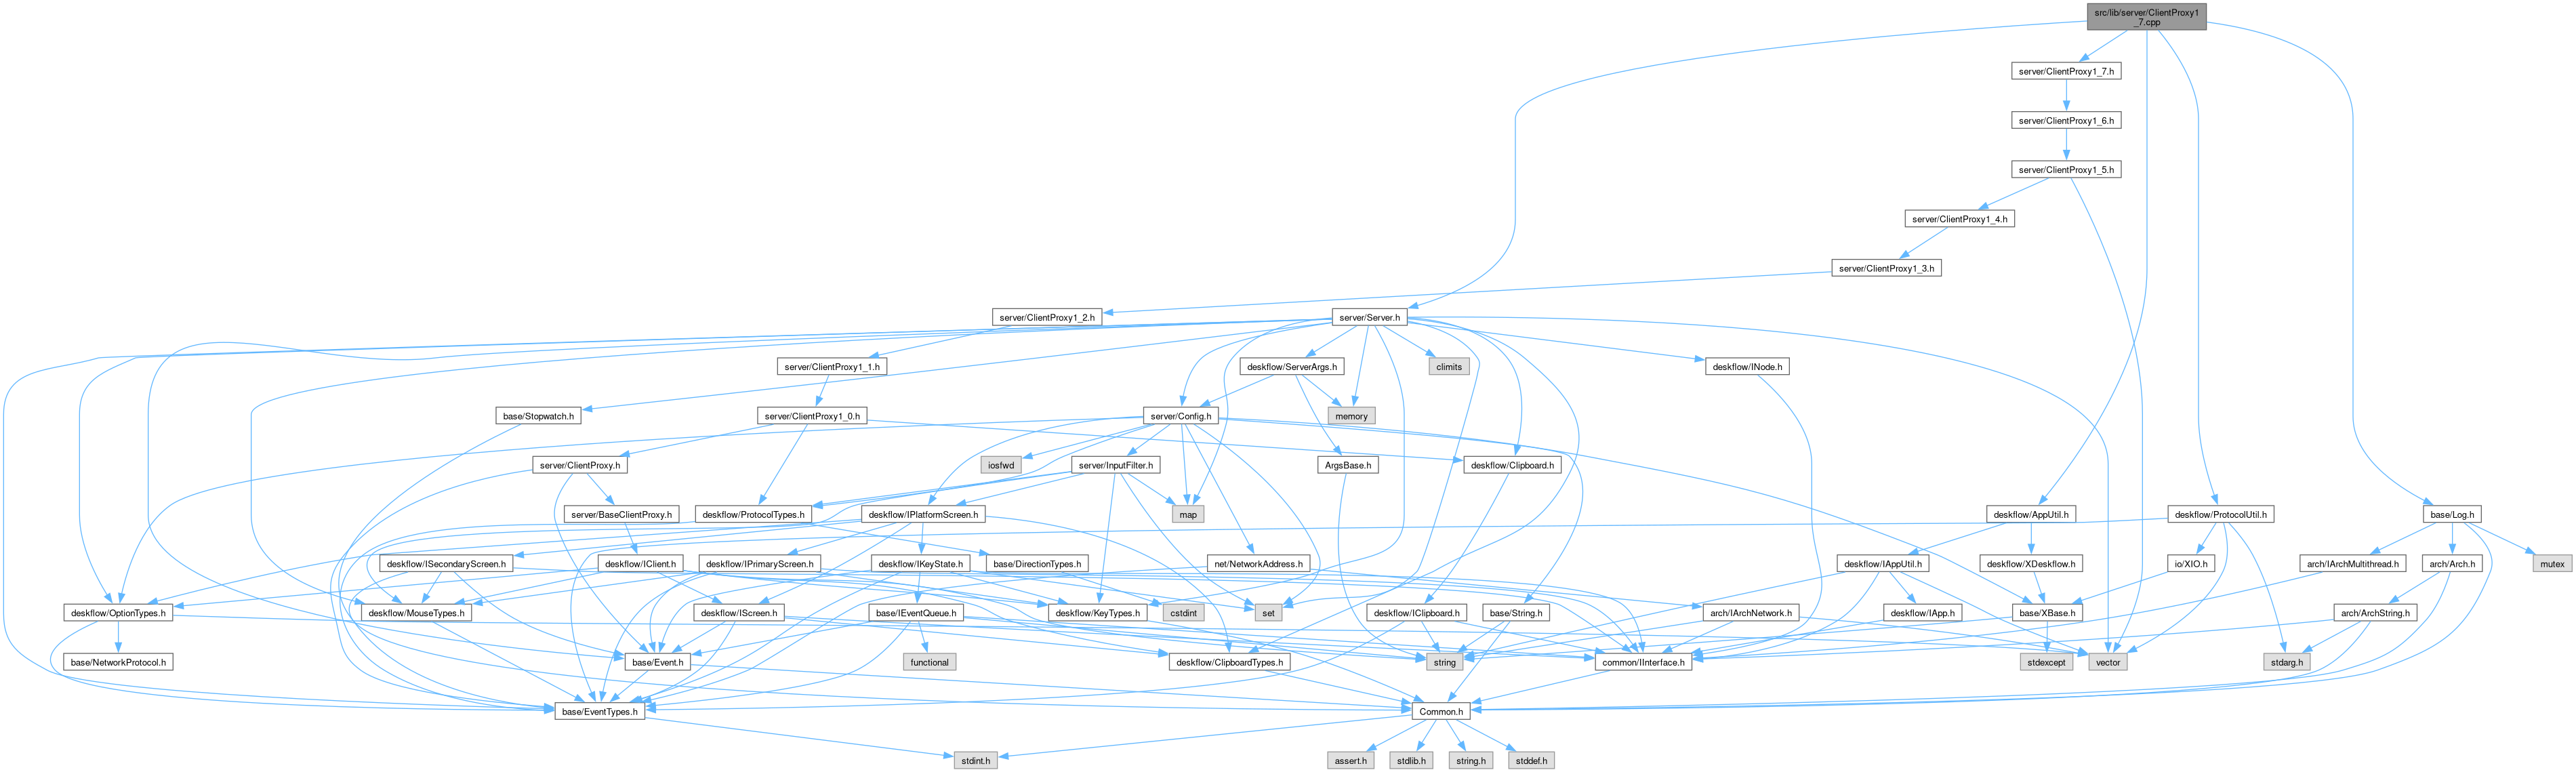 src/lib/server/ClientProxy1
_7.cpp
server/ClientProxy1_7.h
server/ClientProxy1_6.h
server/ClientProxy1_5.h
server/ClientProxy1_4.h
server/ClientProxy1_3.h
server/ClientProxy1_2.h
server/Server.h
server/ClientProxy1_1.h
deskflow/ServerArgs.h
climits
deskflow/INode.h
base/Stopwatch.h
server/ClientProxy1_0.h
server/Config.h
memory
server/ClientProxy.h
iosfwd
server/InputFilter.h
ArgsBase.h
deskflow/Clipboard.h
server/BaseClientProxy.h
deskflow/ProtocolTypes.h
deskflow/IPlatformScreen.h
map
deskflow/AppUtil.h
deskflow/ProtocolUtil.h
base/Log.h
deskflow/ISecondaryScreen.h
deskflow/IClient.h
deskflow/IPrimaryScreen.h
deskflow/IKeyState.h
base/DirectionTypes.h
net/NetworkAddress.h
deskflow/IAppUtil.h
deskflow/XDeskflow.h
io/XIO.h
arch/IArchMultithread.h
arch/Arch.h
mutex
deskflow/OptionTypes.h
deskflow/MouseTypes.h
deskflow/IScreen.h
base/IEventQueue.h
deskflow/KeyTypes.h
cstdint
set
deskflow/IClipboard.h
base/String.h
arch/IArchNetwork.h
deskflow/IApp.h
base/XBase.h
arch/ArchString.h
base/NetworkProtocol.h
base/Event.h
functional
deskflow/ClipboardTypes.h
string
common/IInterface.h
stdexcept
vector
stdarg.h
base/EventTypes.h
Common.h
stdint.h
assert.h
stdlib.h
string.h
stddef.h